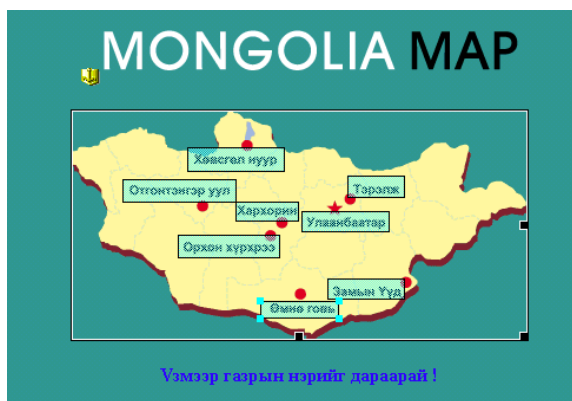 MONGOLIA MAP
Хөвсгөл нуур
Отгонтэнгэр уул
Тэрэлж
Хархорин
Улаанбаатар
Орхон хүрхрээ
Замын Үүд
Өмнө говь
Үзмээр газрын нэрийг дараарай !